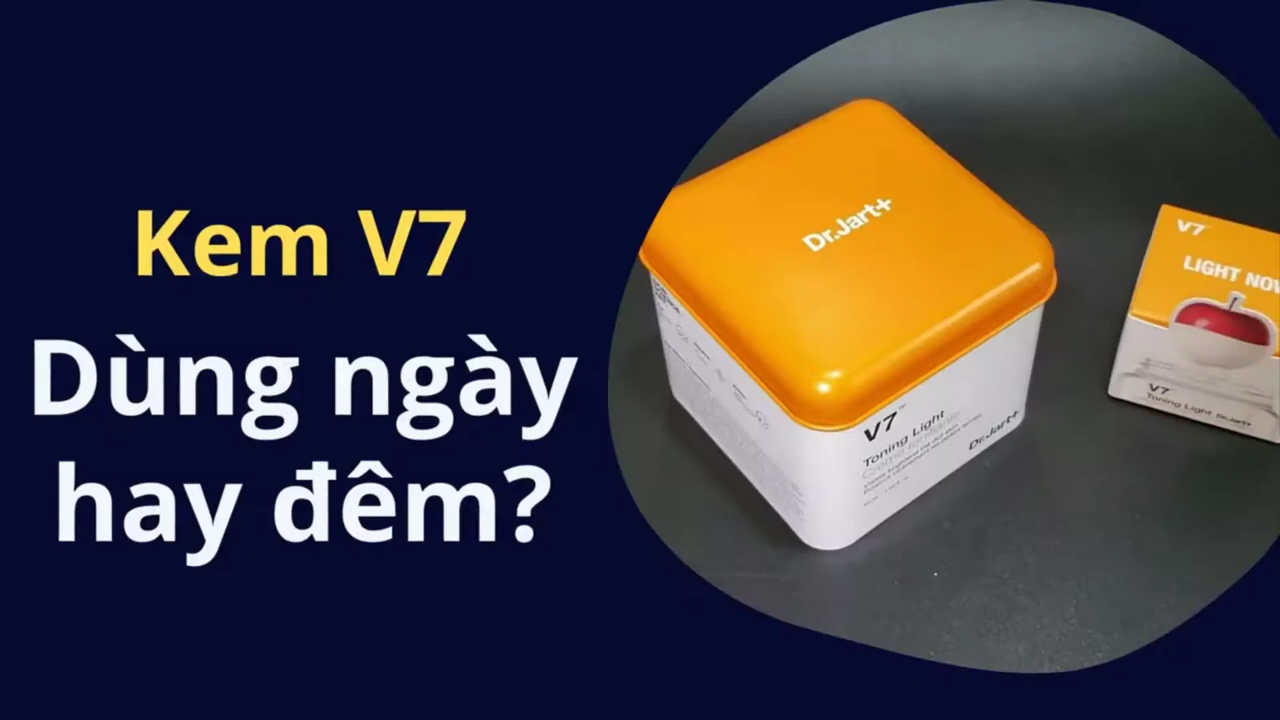 Kem V7
Dùng ngày
hay đêm?
Dr.Jart+
V7
Toning Light
Dr.Jart+
V7
LIGHT NOW
V7
Toning Light Dr.Jart+